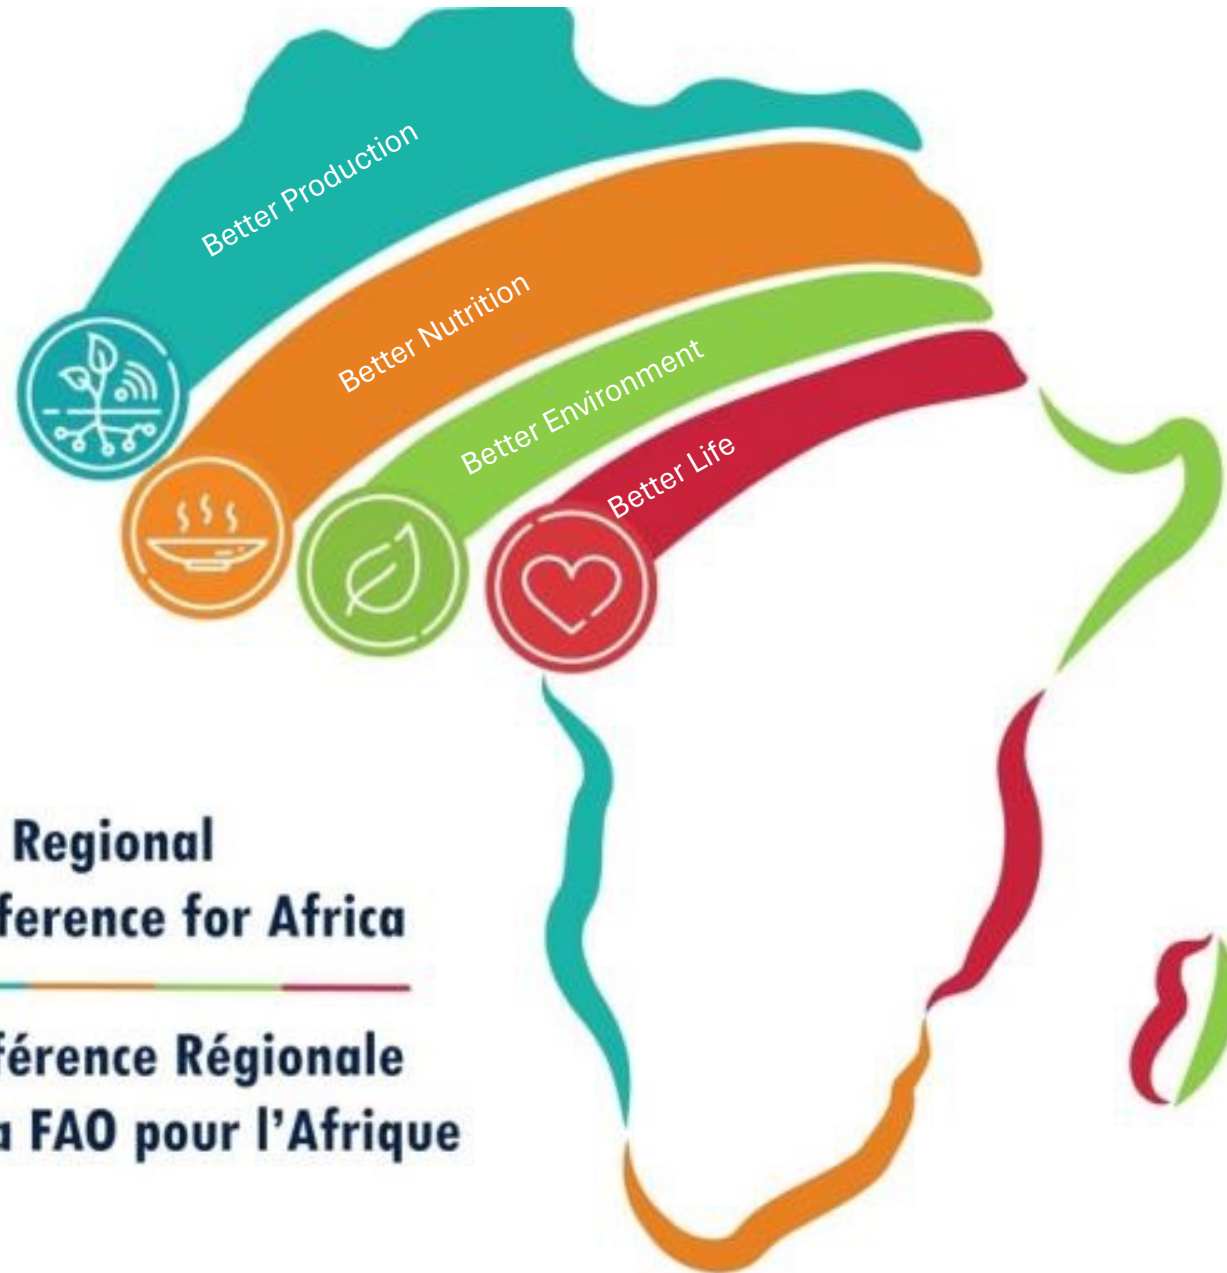 Better Production
Better Nutrition
Better Environment
Better Life
Regional
ference for Africa
férence Régionale
a FAO pour l'Afrique